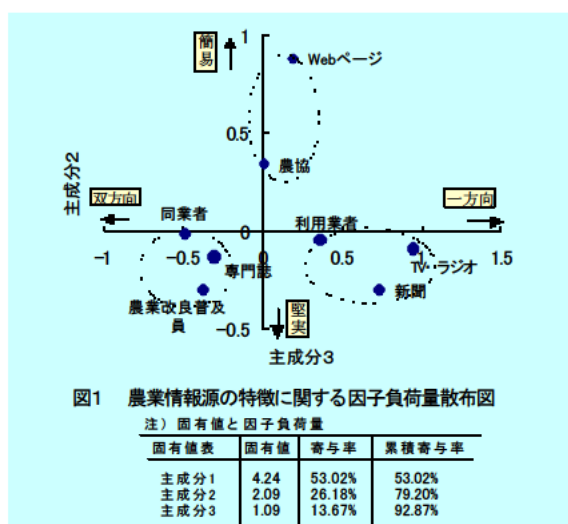 1
簡易
Webページ
0.5
農協
主成分2
双方向
一方向
同業者
利用業者
0
-1
-0.5
0
0.5
1
1.5
専門誌
TV・ラジオ
農業改良普及員
新聞
堅実
-0.5
主成分3
図1 農業情報源の特徴に関する因子負荷量散布図
注）固有値と因子負荷量
固有値表 固有値 寄与率 累積寄与率
主成分1 4.24 53.02% 53.02%
主成分2 2.09 26.18% 79.20%
主成分3 1.09 13.67% 92.87%